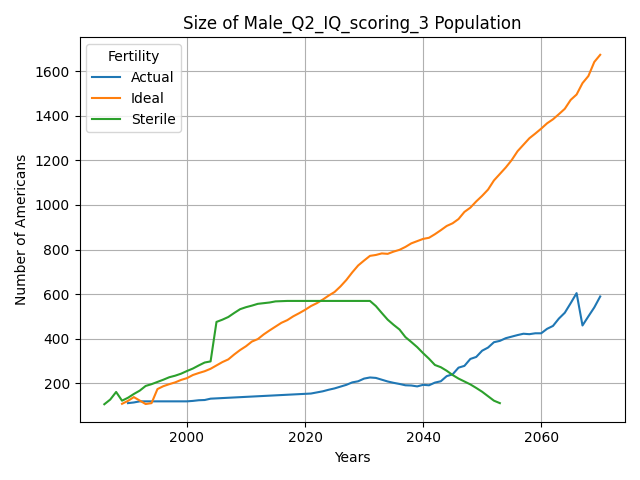 Size of Male_Q2_IQ_scoring_3 Population
Fertility
Actual
Ideal
Sterile
Number of Americans
1600
1400
1200
1000
800
600
400
200
2000
2020
2040
2060
Years